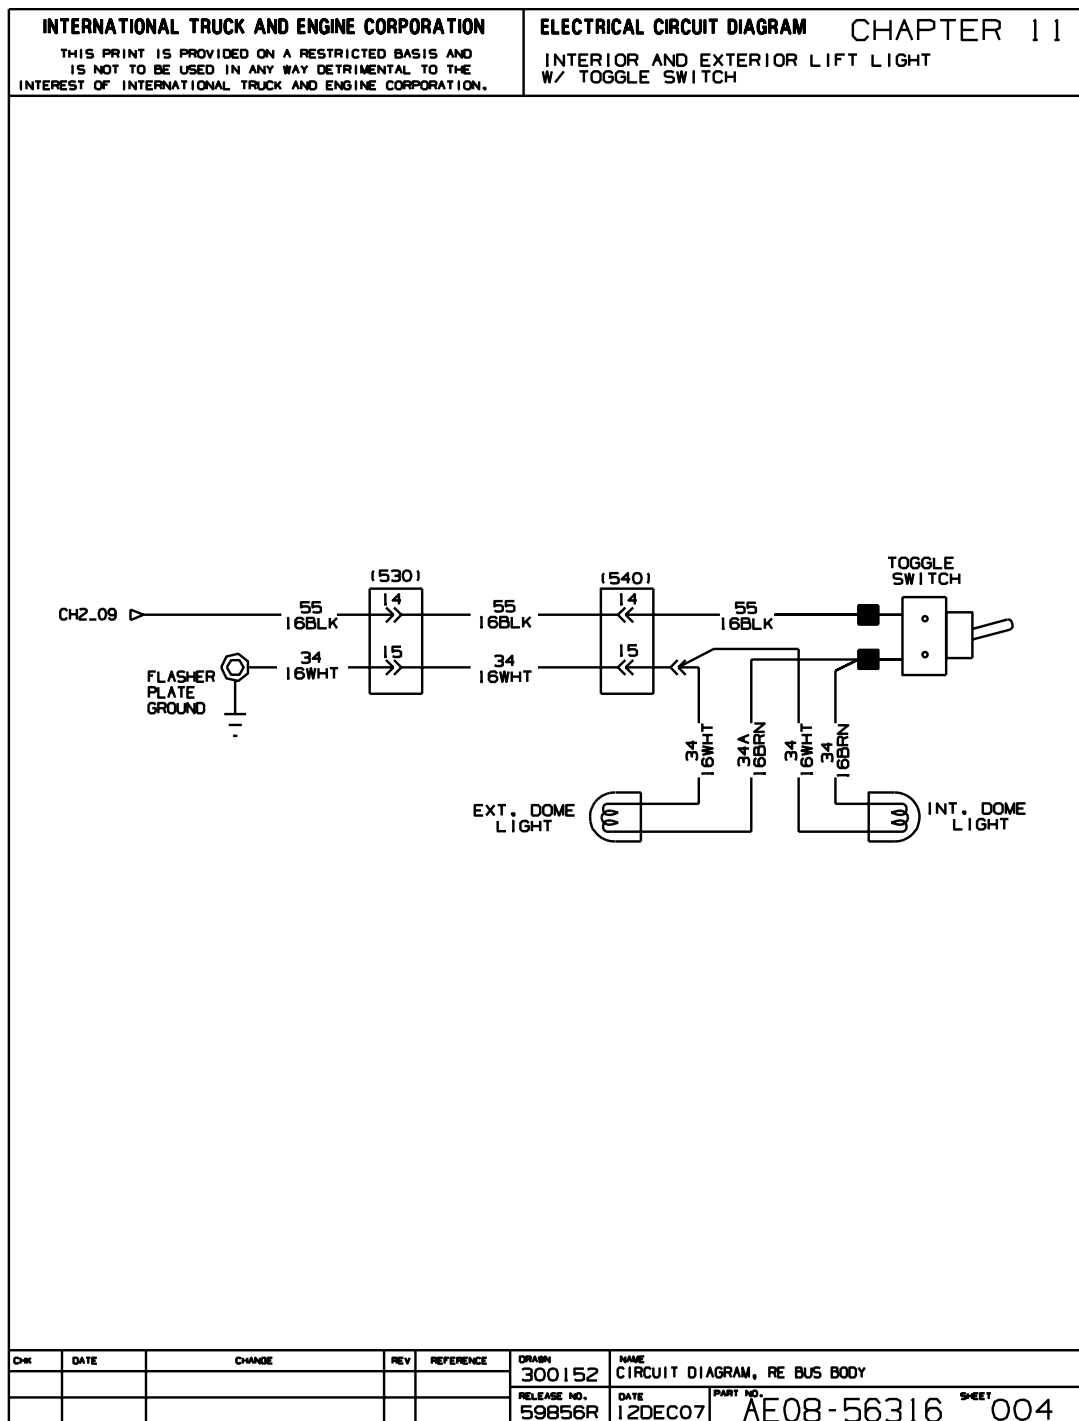 INTERNATIONAL TRUCK AND ENGINE CORPORATION
THIS PRINT IS PROVIDED ON A RESTRICTED BASIS AND
IS NOT TO BE USED IN ANY WAY DETRIMENTAL TO THE
INTEREST OF INTERNATIONAL TRUCK AND ENGINE CORPORATION.
ELECTRICAL CIRCUIT DIAGRAM CHAPTER 11
INTERIOR AND EXTERIOR LIFT LIGHT
W/ TOGGLE SWITCH
(530)
(540)
TOGGLE
SWITCH
CH2_09
55
16BLK
14
55
16BLK
14
55
16BLK
FLASHER
PLATE
GROUND
34
16WHT
15
34
16WHT
15
34
16WHT
34A
16BRN
34
16WHT
34
16BRN
EXT. DOME
LIGHT
INT. DOME
LIGHT
CHK DATE CHANGE REV REFERENCE
DRAWN
300152
NAME
CIRCUIT DIAGRAM, RE BUS BODY
RELEASE NO.
59856R
DATE
12DEC07
PART NO.
AE08-56316
SHEET
004